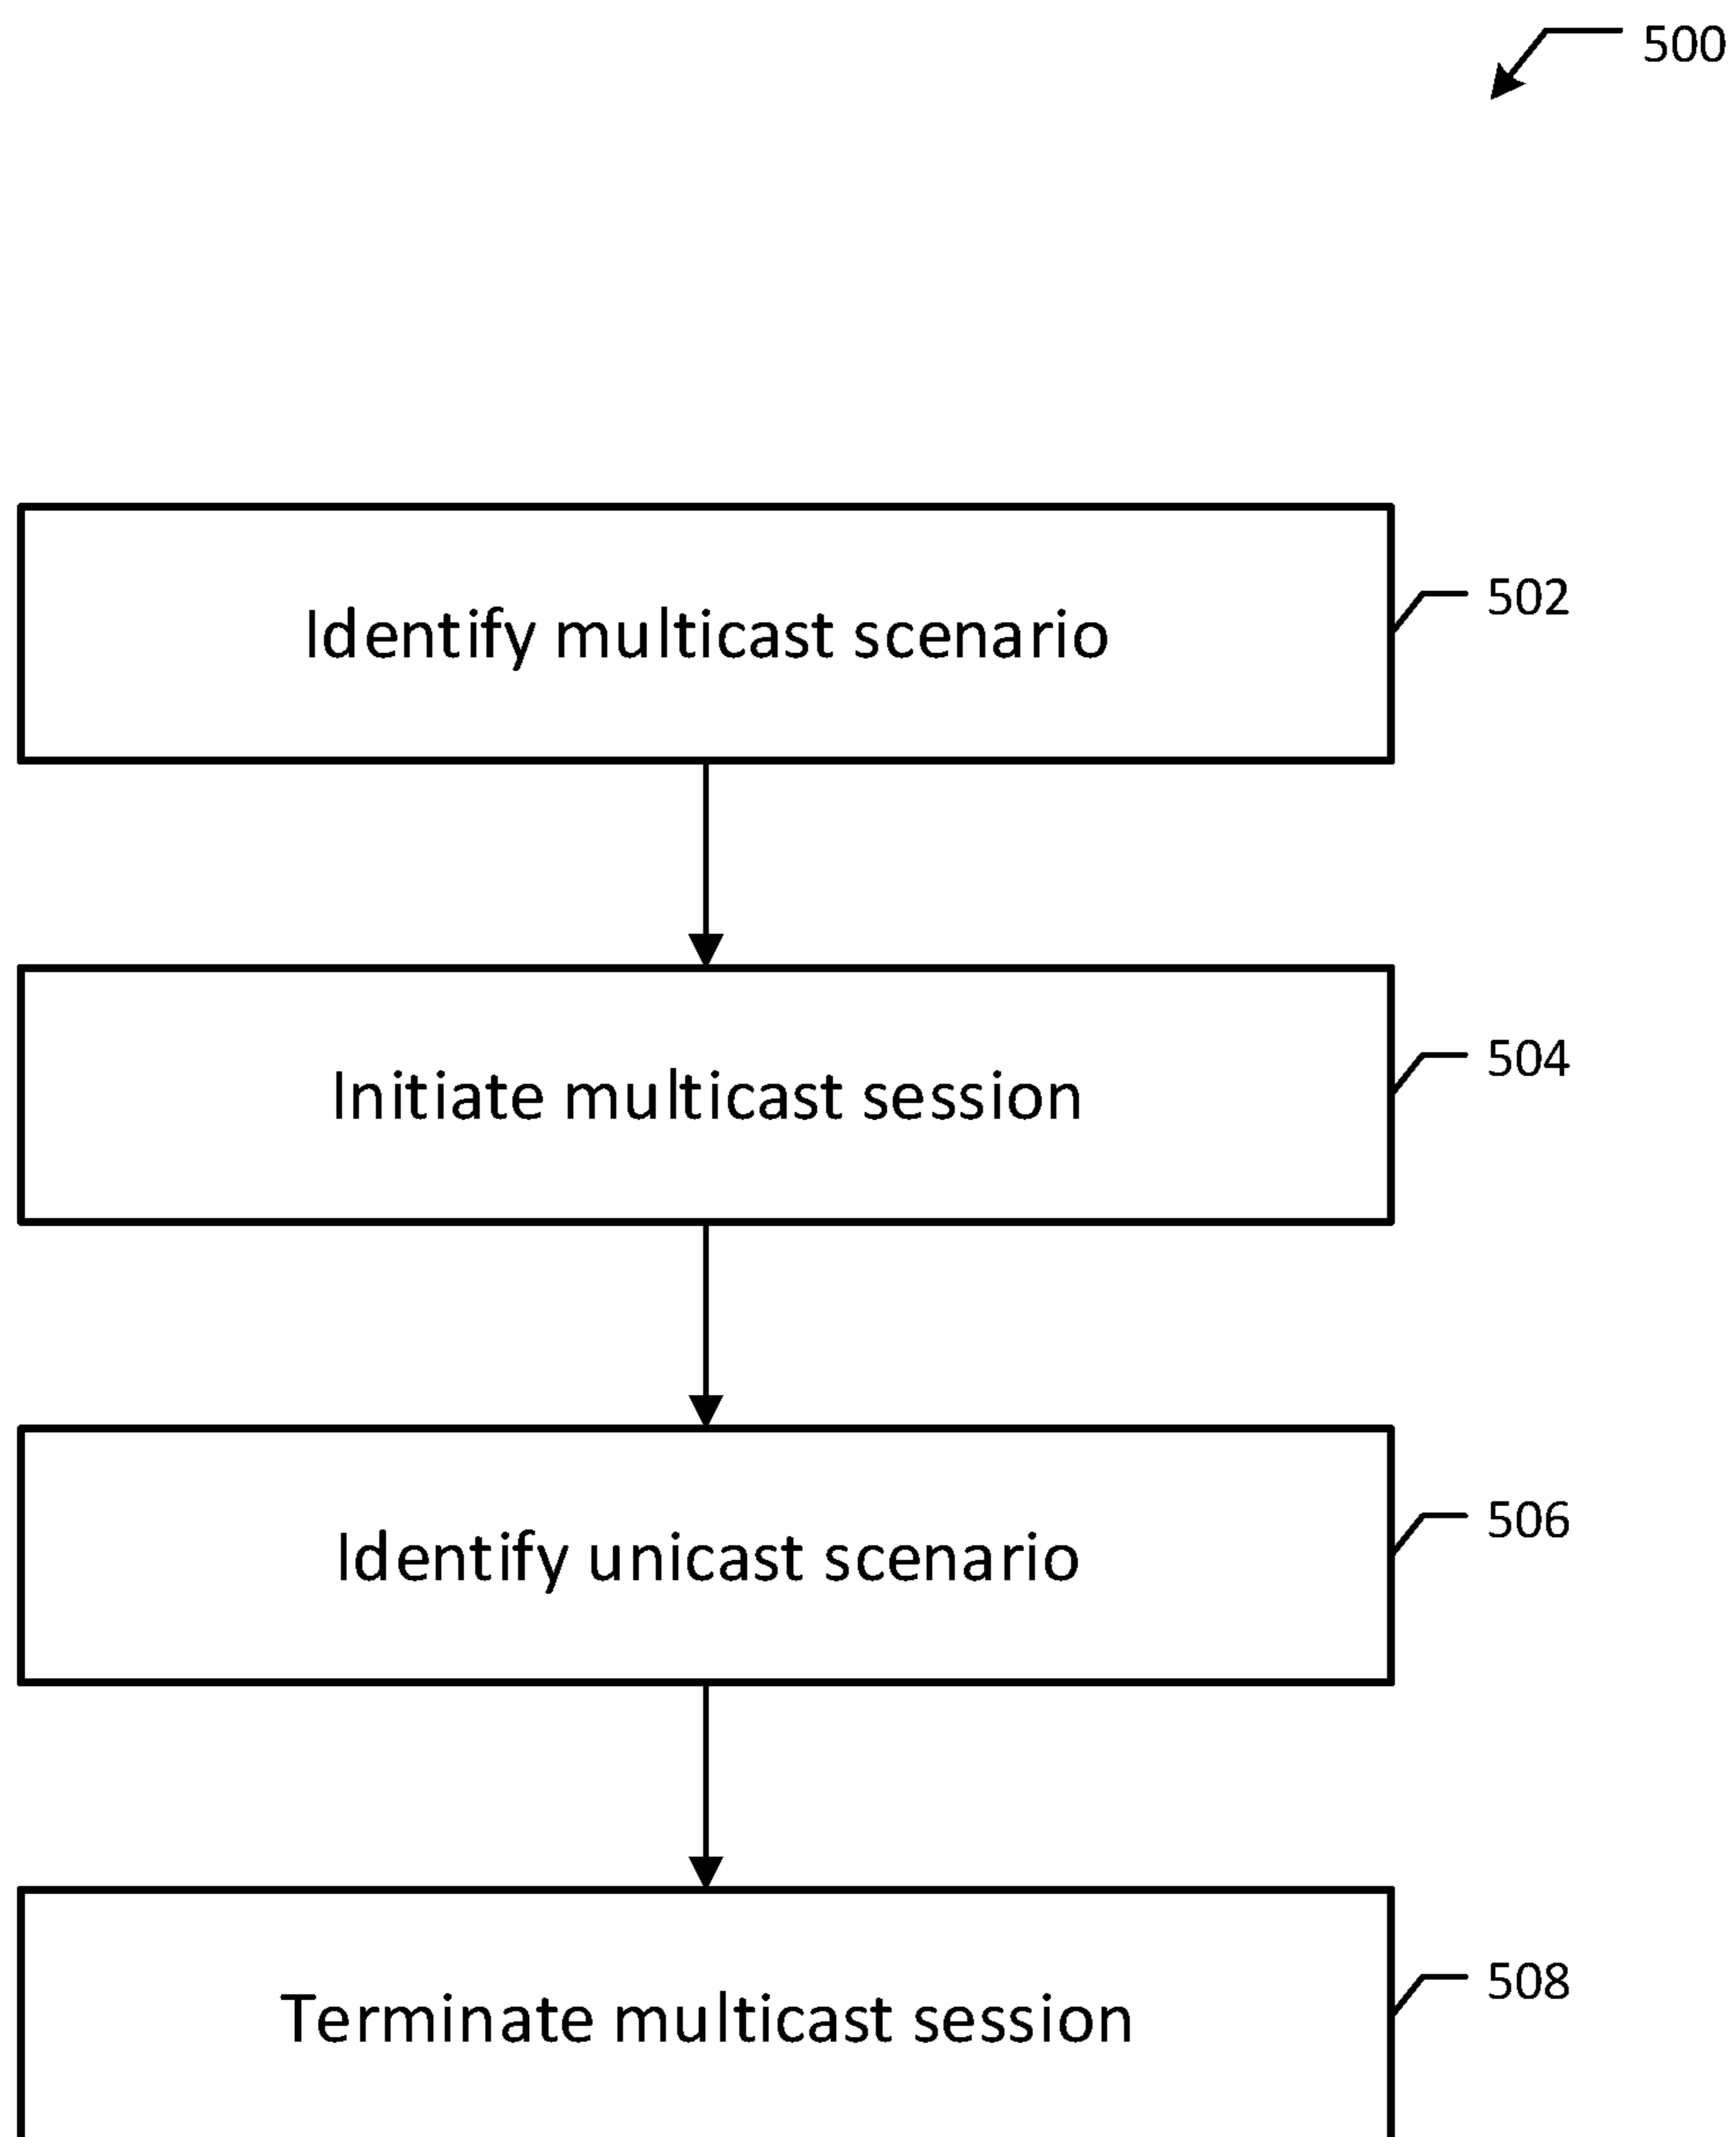 500
Identify multicast scenario
502
Initiate multicast session
504
Identify unicast scenario
506
Terminate multicast session
508